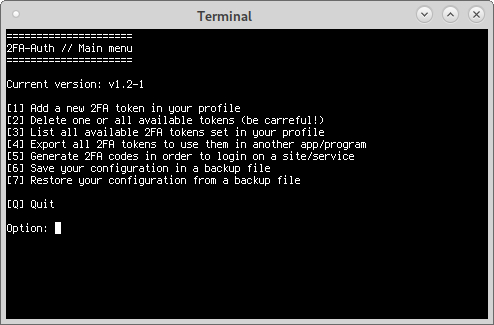 Terminal
=====================
2FA-Auth // Main menu
=====================
Current version: v1.2-1
[1] Add a new 2FA token in your profile
[2] Delete one or all available tokens (be carreful!)
[3] List all available 2FA tokens set in your profile
[4] Export all 2FA tokens to use them in another app/program
[5] Generate 2FA codes in order to login on a site/service
[6] Save your configuration in a backup file
[7] Restore your configuration from a backup file
[Q] Quit
Option: